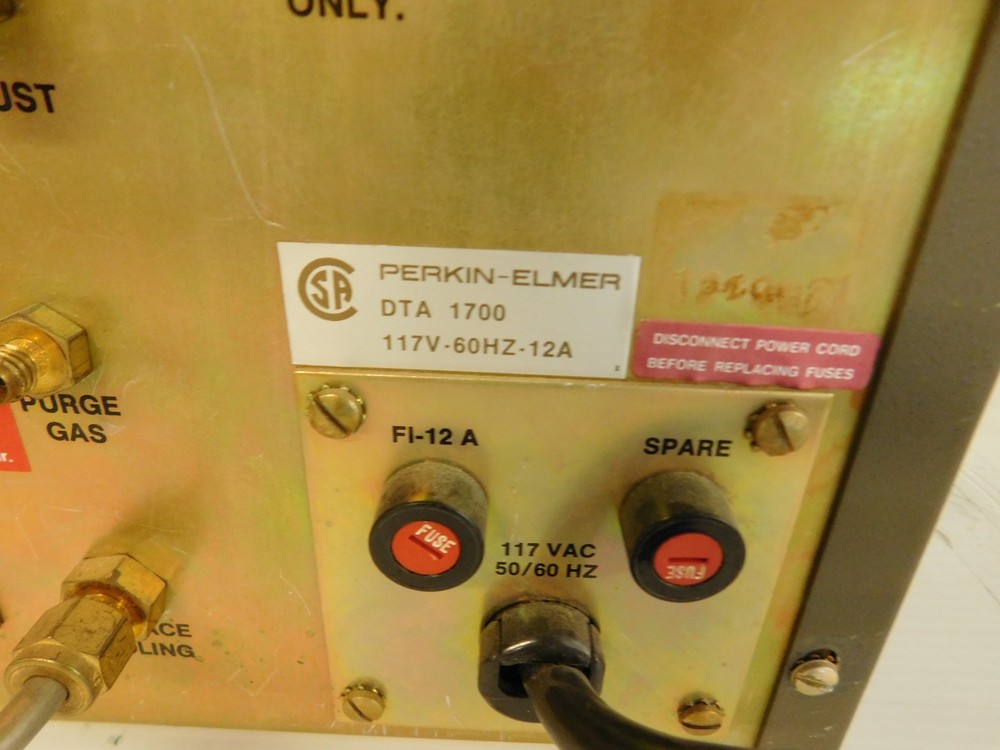 ONLY.
UST
CSA PERKIN-ELMER
DTA 1700
117V-60HZ-12A
DISCONNECT POWER CORD
BEFORE REPLACING FUSES
PURGE
GAS
r.
FI-12 A
SPARE
FUSE
FUSE
117 VAC
50/60 HZ
ACE
LING